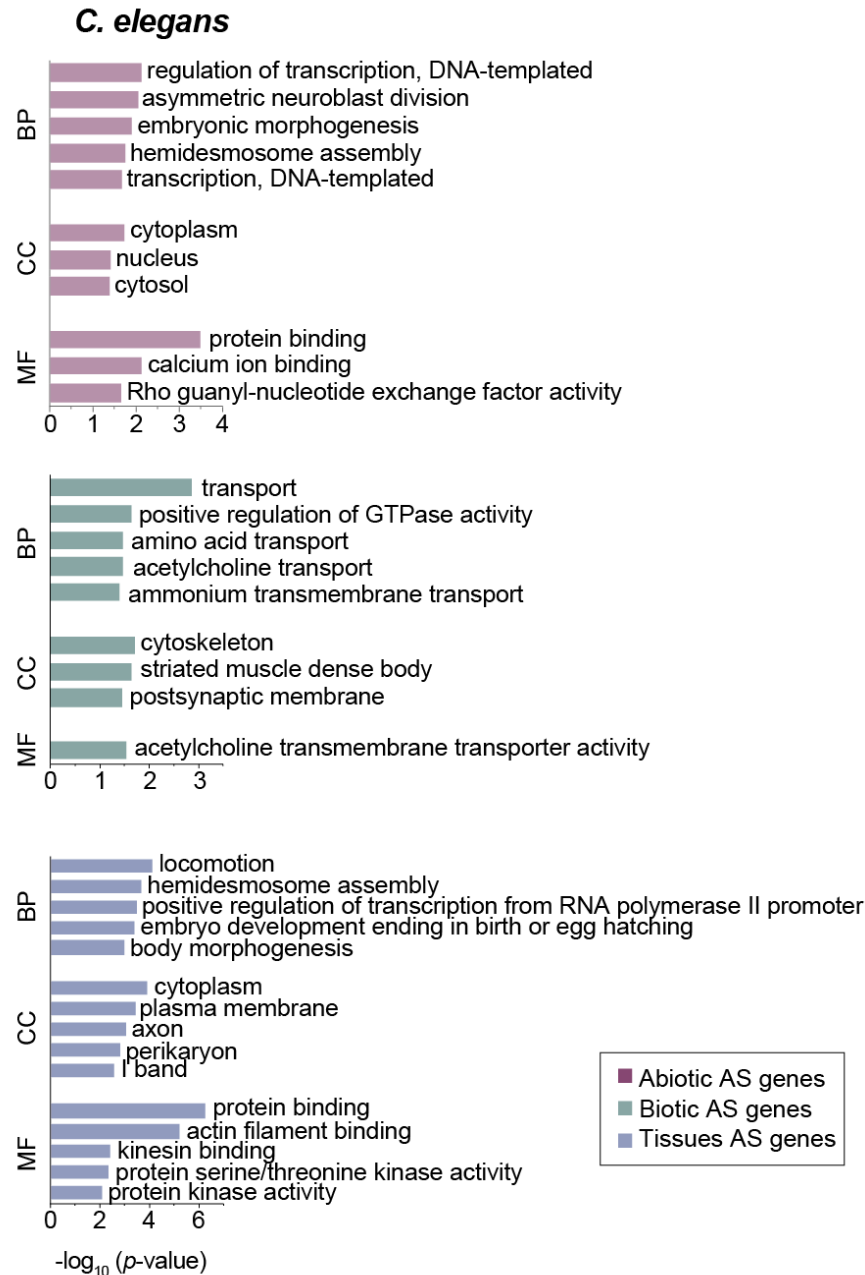 C. elegans
BP
regulation of transcription, DNA-templated
asymmetric neuroblast division
embryonic morphogenesis
hemidesmosome assembly
transcription, DNA-templated
CC
cytoplasm
nucleus
cytosol
MF
protein binding
calcium ion binding
Rho guanyl-nucleotide exchange factor activity
0 1 2 3 4
BP
transport
positive regulation of GTPase activity
amino acid transport
acetylcholine transport
ammonium transmembrane transport
CC
cytoskeleton
striated muscle dense body
postsynaptic membrane
MF
acetylcholine transmembrane transporter activity
0 1 2 3
BP
locomotion
hemidesmosome assembly
positive regulation of transcription from RNA polymerase II promoter
embryo development ending in birth or egg hatching
body morphogenesis
CC
cytoplasm
plasma membrane
axon
perikaryon
I band
MF
protein binding
actin filament binding
kinesin binding
protein serine/threonine kinase activity
protein kinase activity
0 2 4 6
-log10 (p-value)
Abiotic AS genes
Biotic AS genes
Tissues AS genes